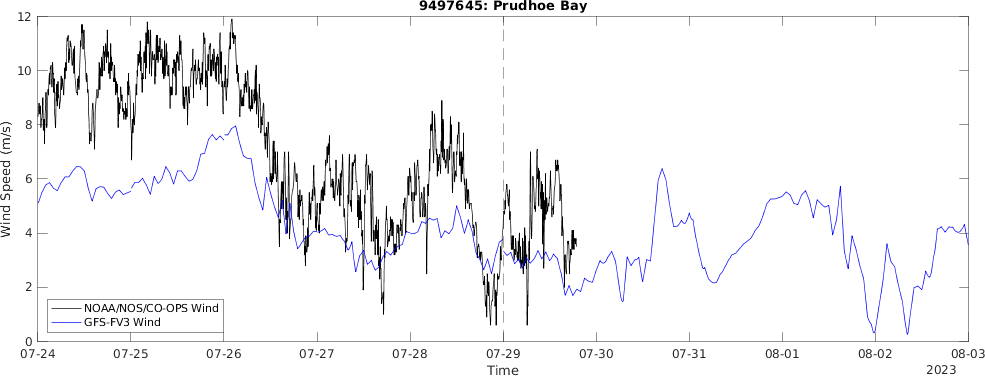 9497645: Prudhoe Bay
12
10
8
6
4
2
0
Wind Speed (m/s)
NOAA/NOS/CO-OPS Wind
GFS-FV3 Wind
07-24 07-25 07-26 07-27 07-28 07-29 07-30 07-31 08-01 08-02 08-03
Time
2023